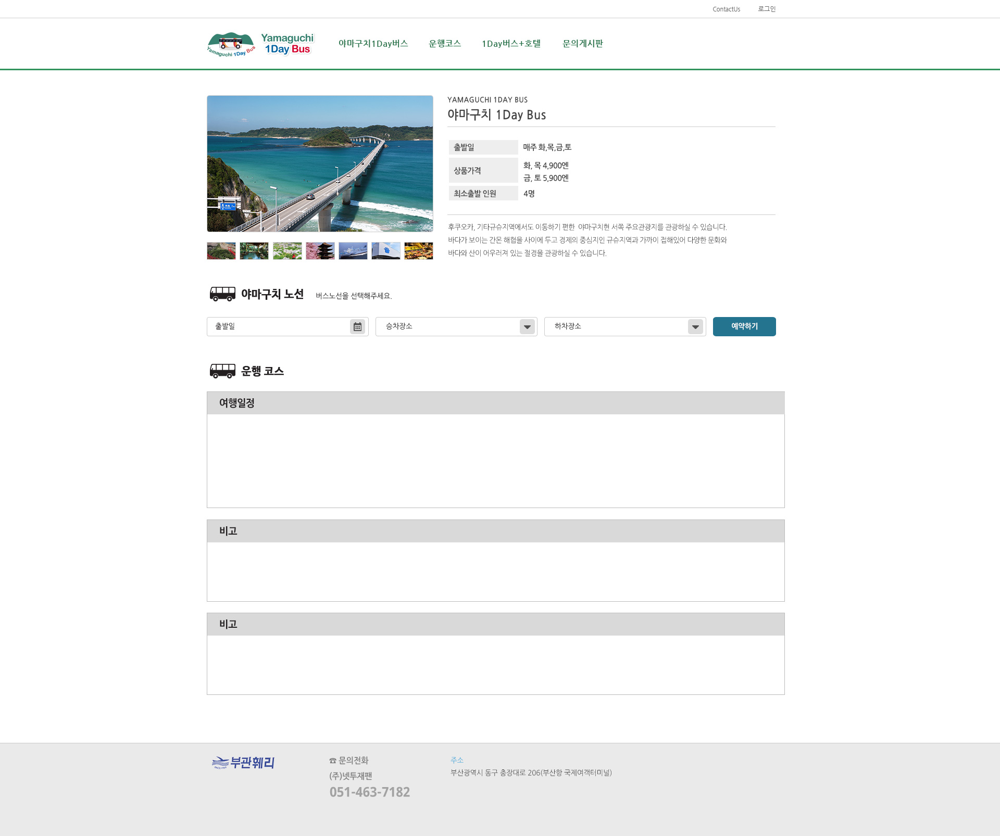 ContactUs
로그인
Yamaguchi 1Day Bus
Yamaguchi
1Day Bus
야마구치1Day버스
운행코스
1Day버스+호텔
문의게시판
YAMAGUCHI 1DAY BUS
야마구치 1Day Bus
출발일 매주 화,목,금,토
상품가격 화, 목 4,900엔
금, 토 5,900엔
최소출발 인원 4명
후쿠오카, 기타규슈지역에서도 이동하기 편한 야마구치현 서쪽 주요관광지를 관광하실 수 있습니다.
바다가 보이는 간몬 해협을 사이에 두고 경제의 중심지인 규슈지역과 가까이 접해있어 다양한 문화와
바다와 산이 어우러져 있는 절경을 관광하실 수 있습니다.
야마구치 노선 버스노선을 선택해주세요.
출발일
승차장소
하차장소
예약하기
운행 코스
여행일정
비고
비고
부관훼리
☎ 문의전화
(주)넷투재팬
051-463-7182
주소
부산광역시 동구 충장대로 206(부산항 국제여객터미널)